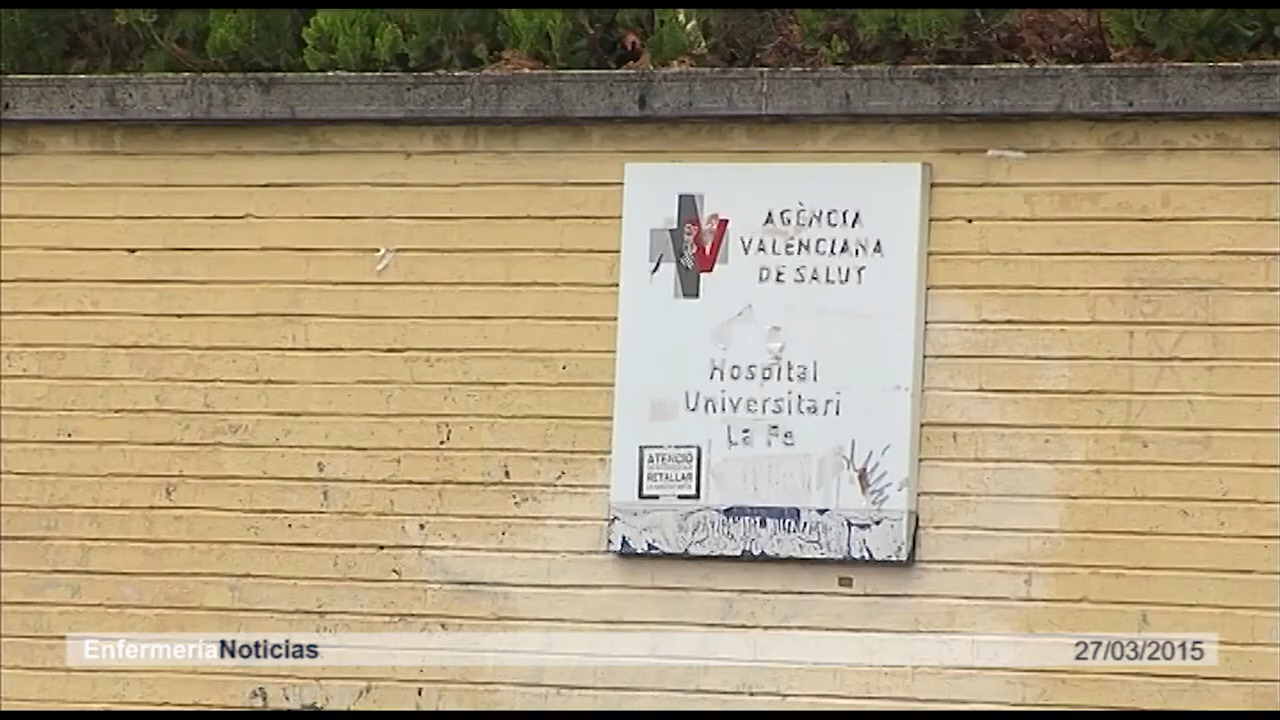 AGÈNCIA
VALENCIANA
DE SALUT
Hospital
Universitari
La Fe
ATENCIÓ
RETALLAR
EnfermeríaNoticias
27/03/2015